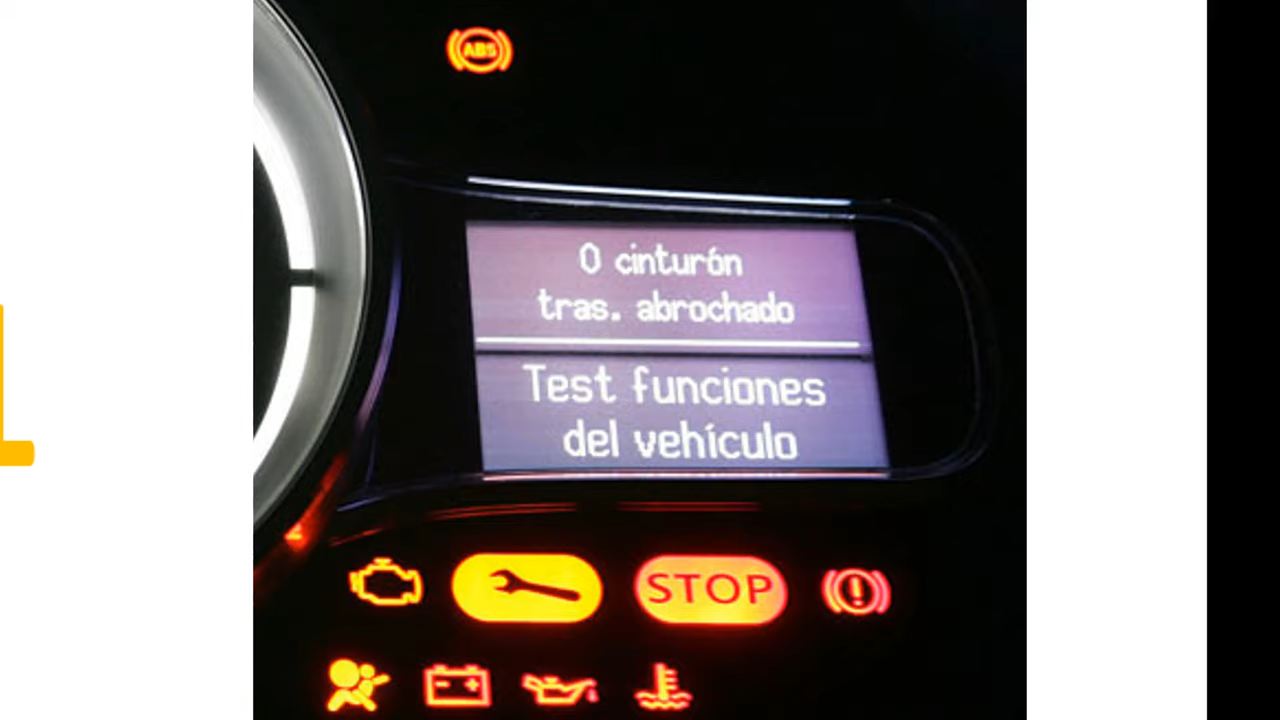 ABS
0 cinturón
tras. abrochado
Test funciones
del vehículo
STOP